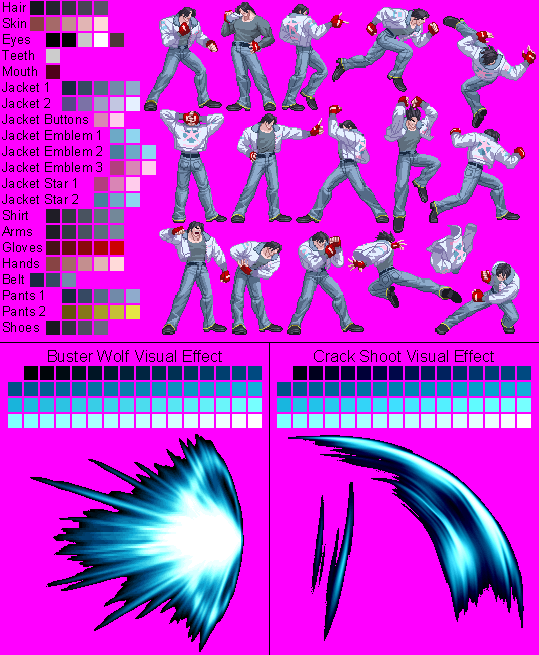 Hair
Skin
Eyes
Teeth
Mouth
Jacket 1
Jacket 2
Jacket Buttons
Jacket Emblem 1
Jacket Emblem 2
Jacket Emblem 3
Jacket Star 1
Jacket Star 2
Shirt
Arms
Gloves
Hands
Belt
Pants 1
Pants 2
Shoes
Buster Wolf Visual Effect
Crack Shoot Visual Effect